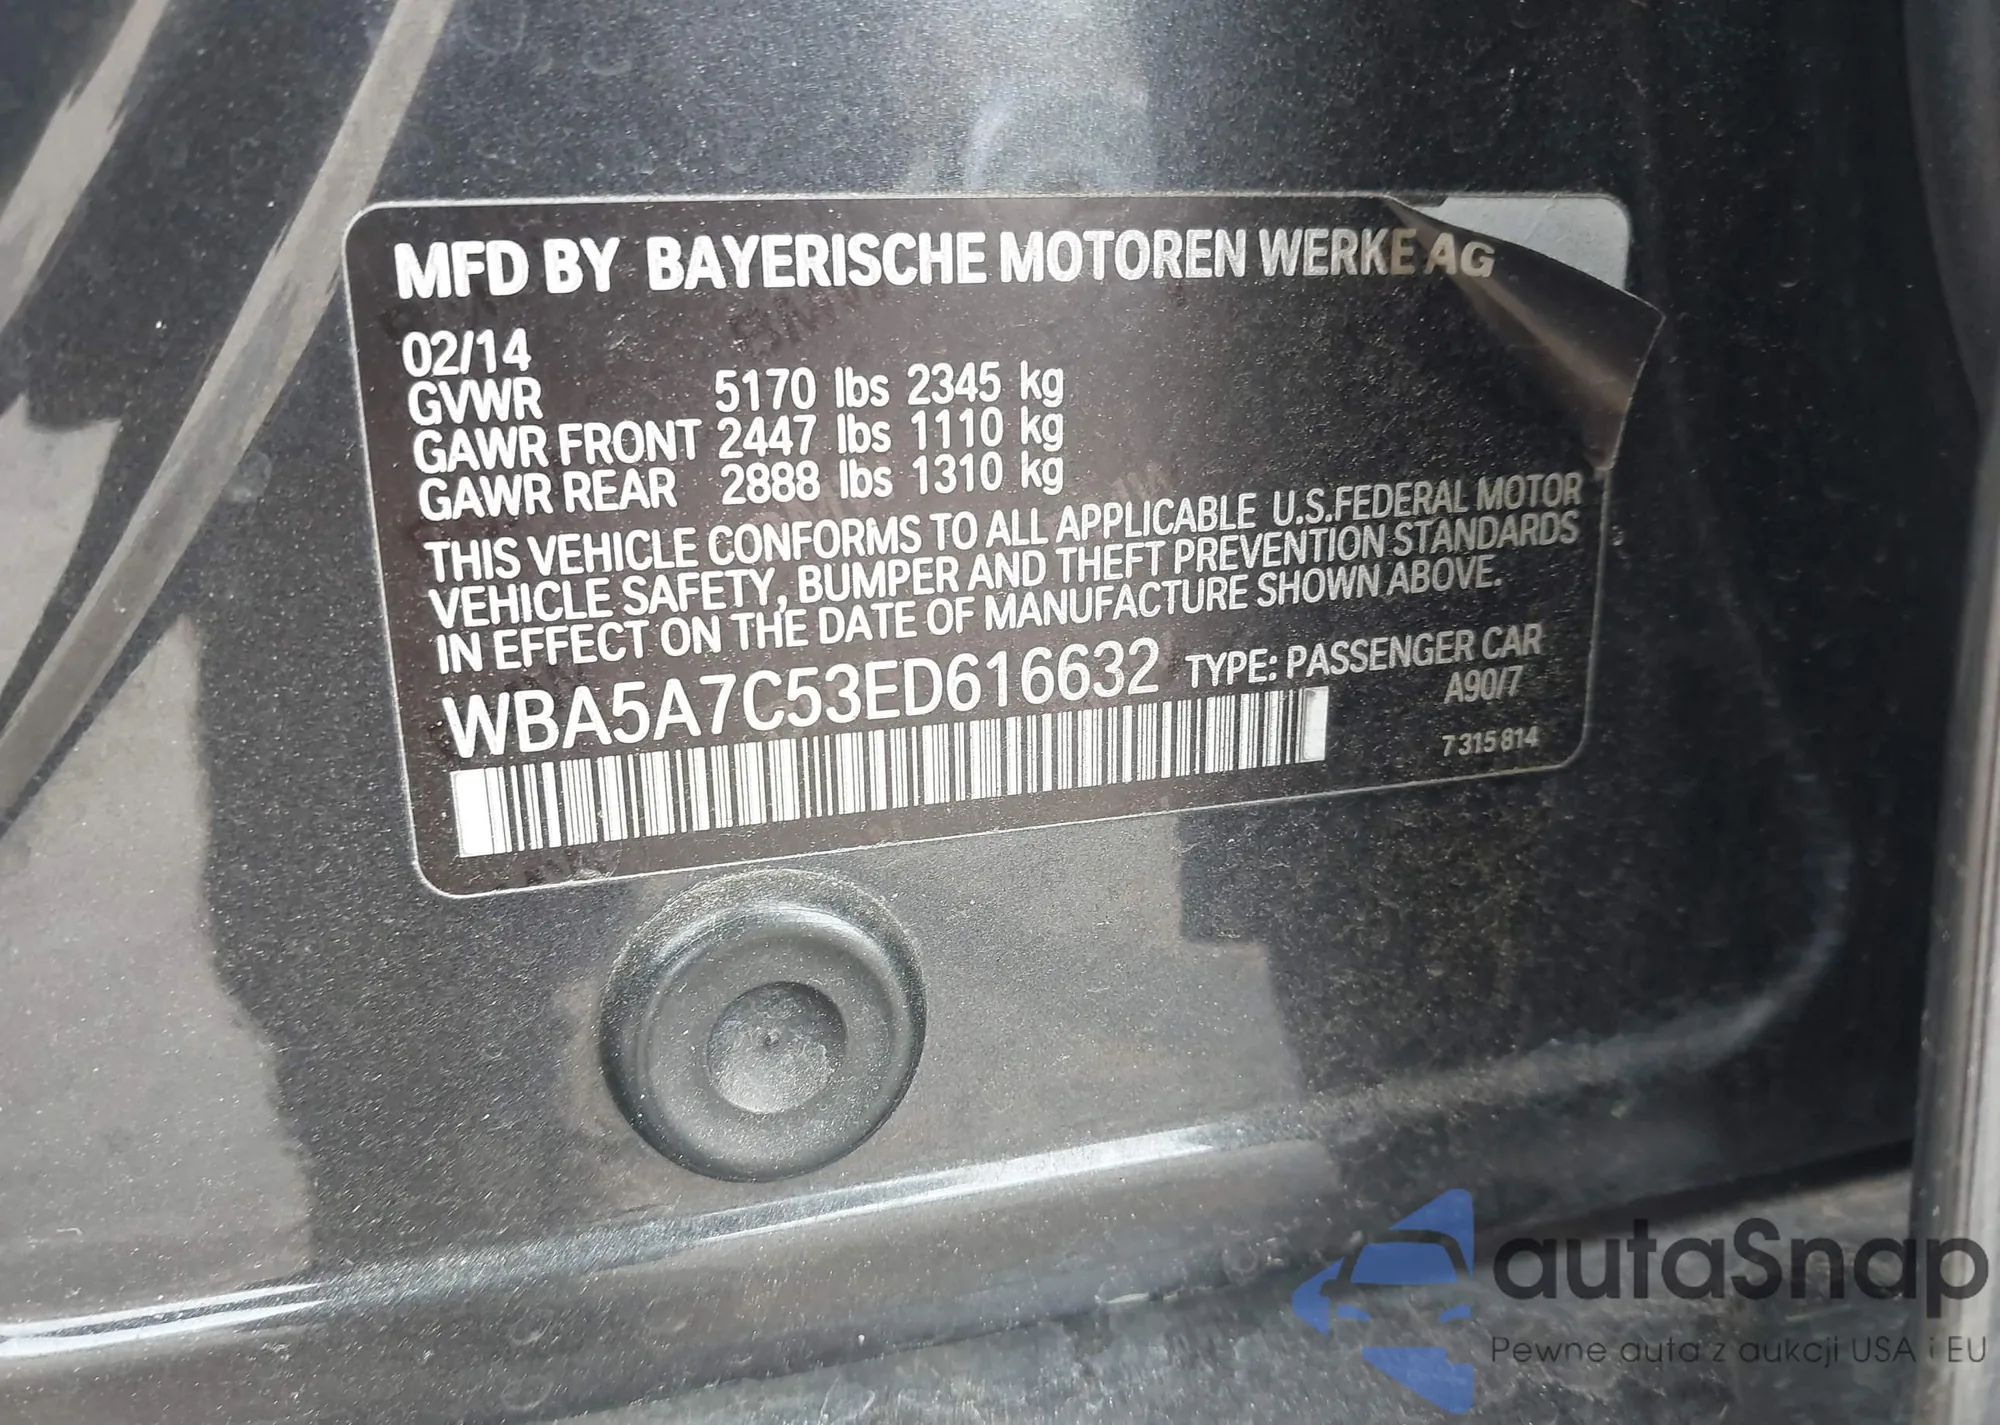 MFD BY BAYERISCHE MOTOREN WERKE AG
02/14
GVWR 5170 lbs 2345 kg
GAWR FRONT 2447 lbs 1110 kg
GAWR REAR 2888 lbs 1310 kg
THIS VEHICLE CONFORMS TO ALL APPLICABLE U.S.FEDERAL MOTOR
VEHICLE SAFETY, BUMPER AND THEFT PREVENTION STANDARDS
IN EFFECT ON THE DATE OF MANUFACTURE SHOWN ABOVE.
WBA5A7C53ED616632 TYPE: PASSENGER CAR
A90/7
7 315 814
autaSnap
Pewne auta z aukcji USA i EU